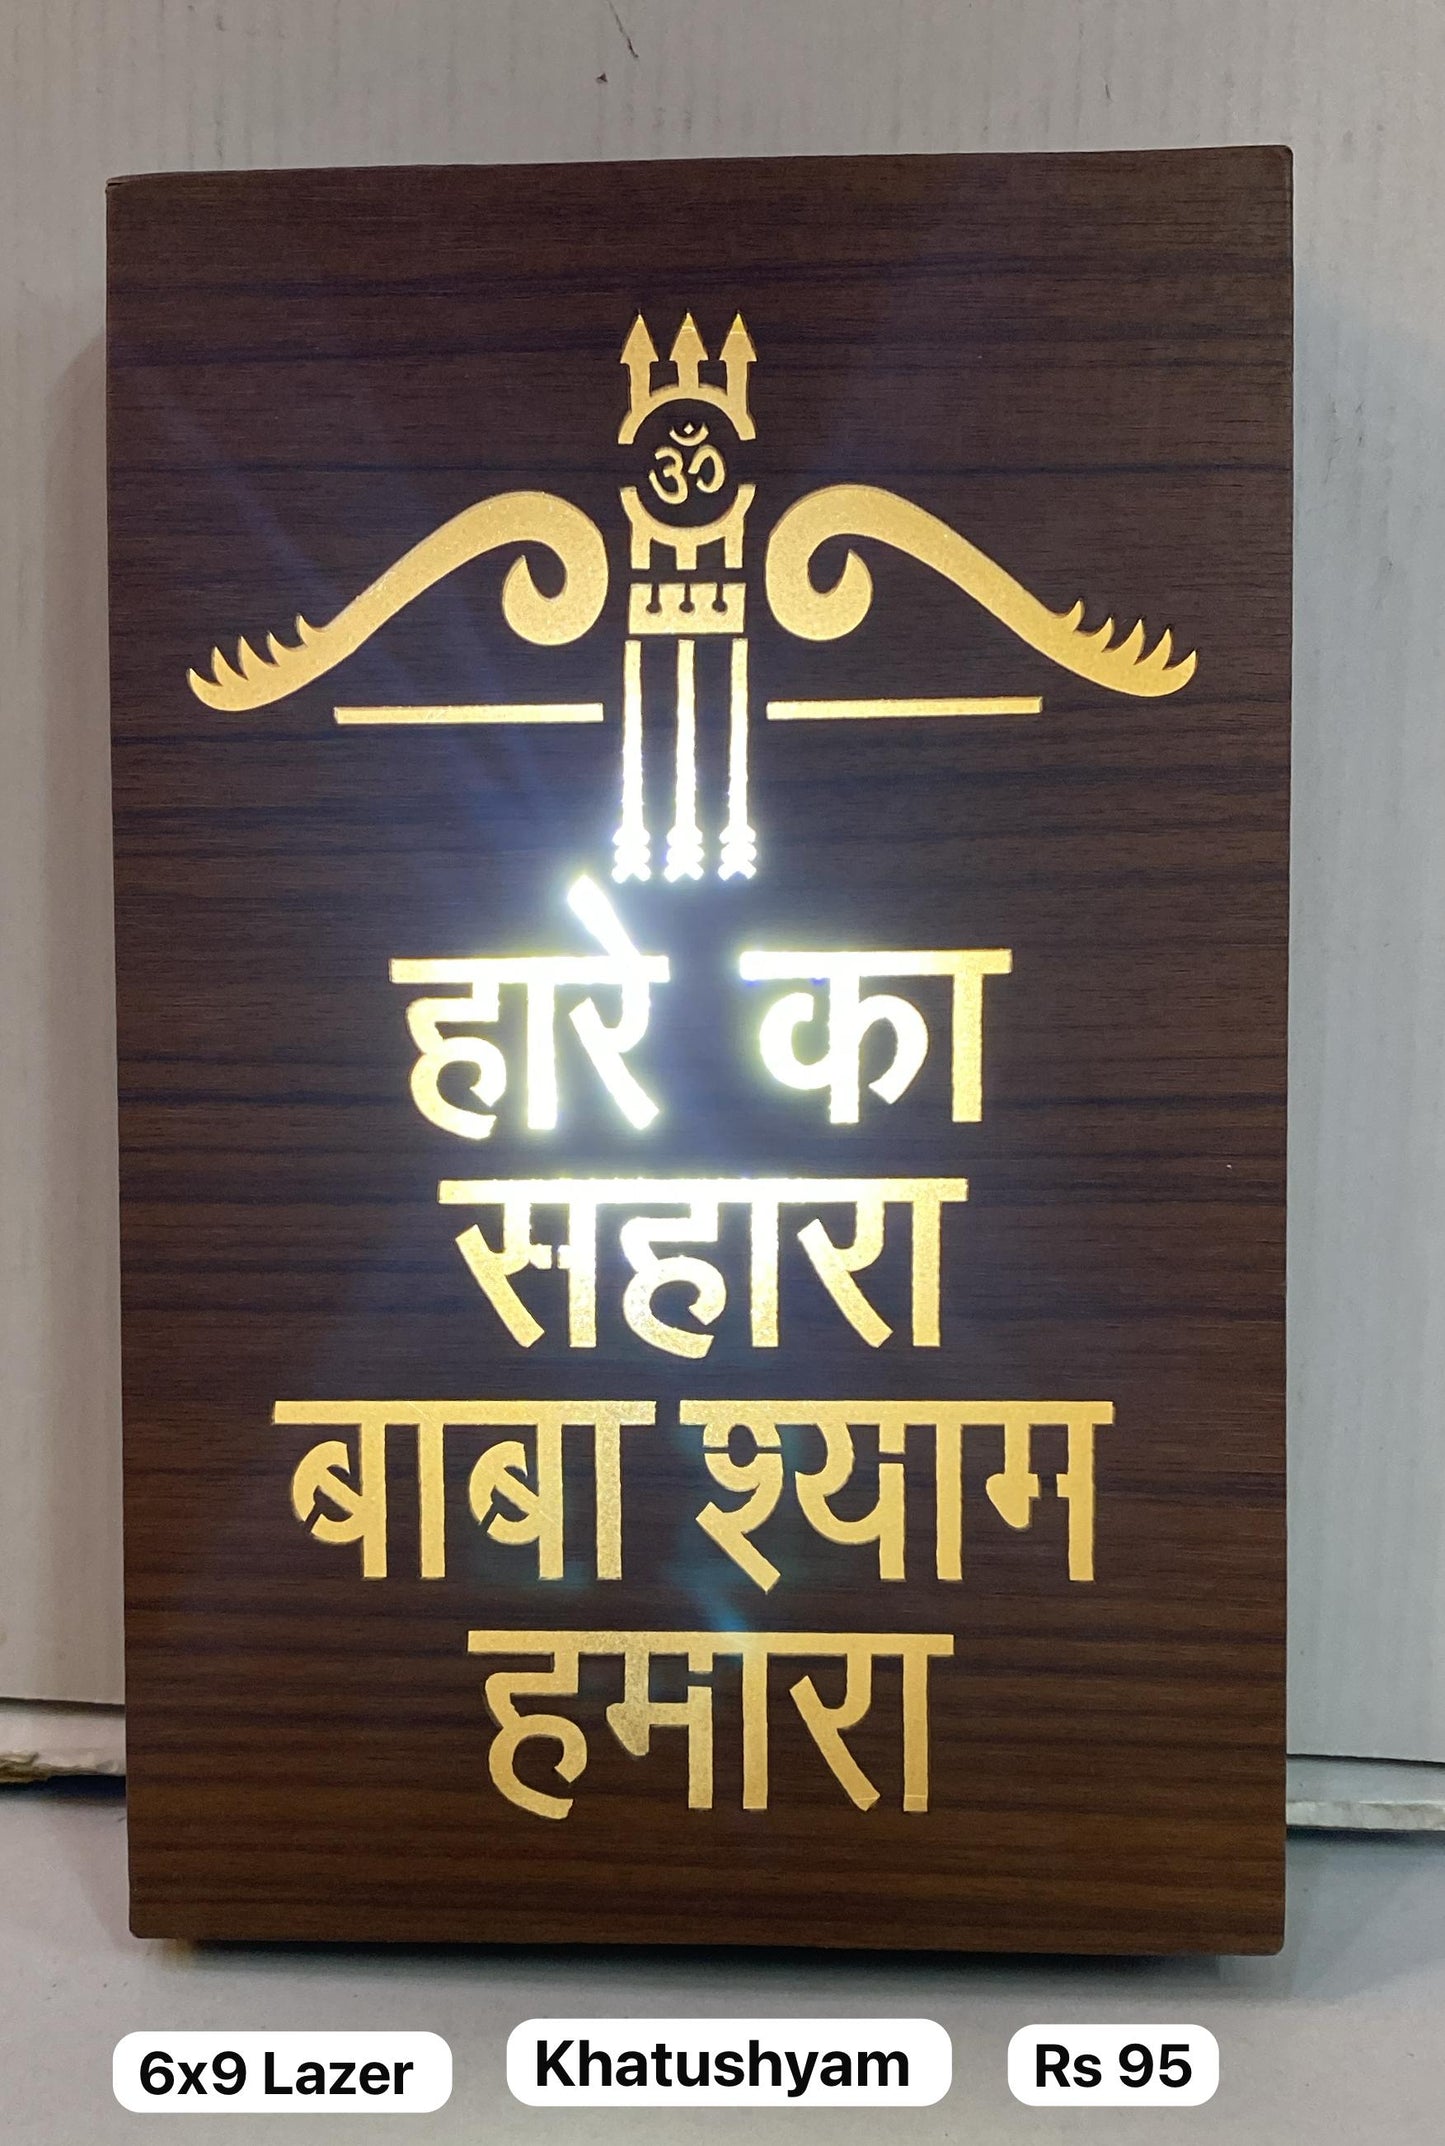 ॐ
हारे का
सहारा
बाबा श्याम
हमारा
6x9 Lazer Khatushyam Rs 95